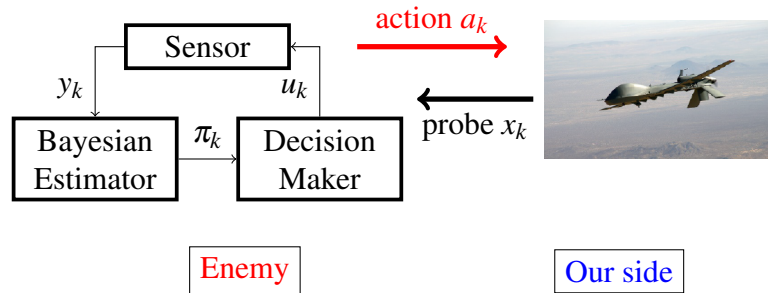 Sensor
action a_k
y_k
u_k
probe x_k
Bayesian
Estimator
π_k
Decision
Maker
Enemy
Our side